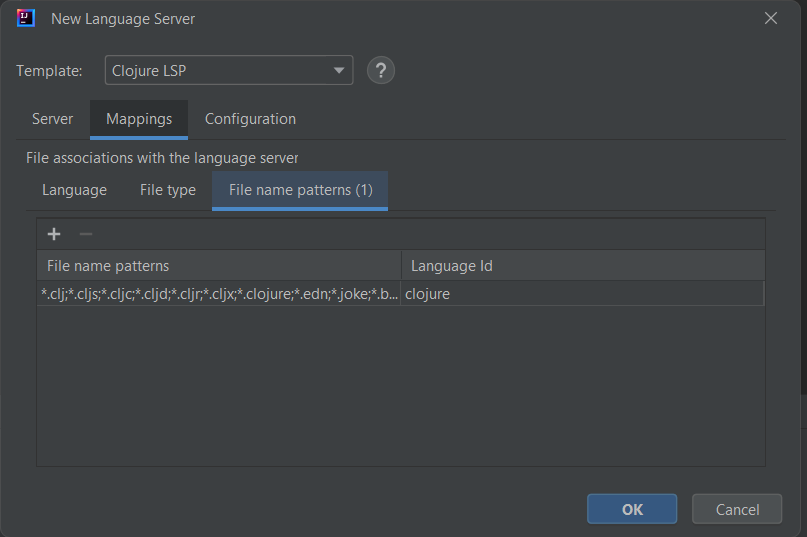 New Language Server
Template: Clojure LSP ?
Server Mappings Configuration
File associations with the language server
Language File type File name patterns (1)
File name patterns Language Id
*.clj;*.cljs;*.cljc;*.cljd;*.cljr;*.cljx;*.clojure;*.edn;*.joke;*.b... clojure
OK Cancel